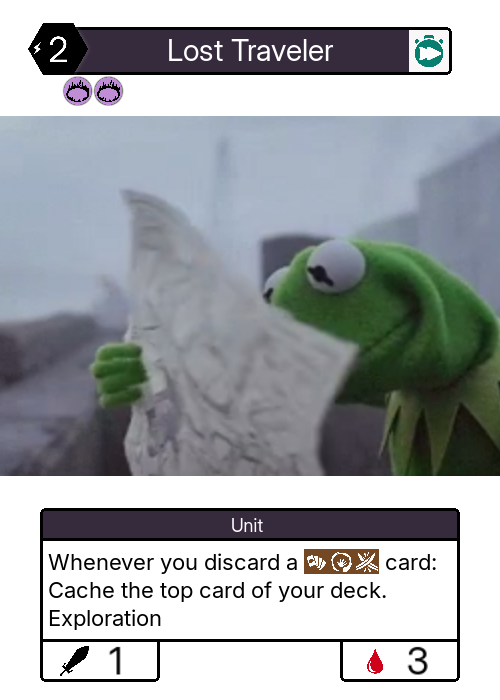 2
Lost Traveler
Unit
Whenever you discard a card:
Cache the top card of your deck.
Exploration
1
3